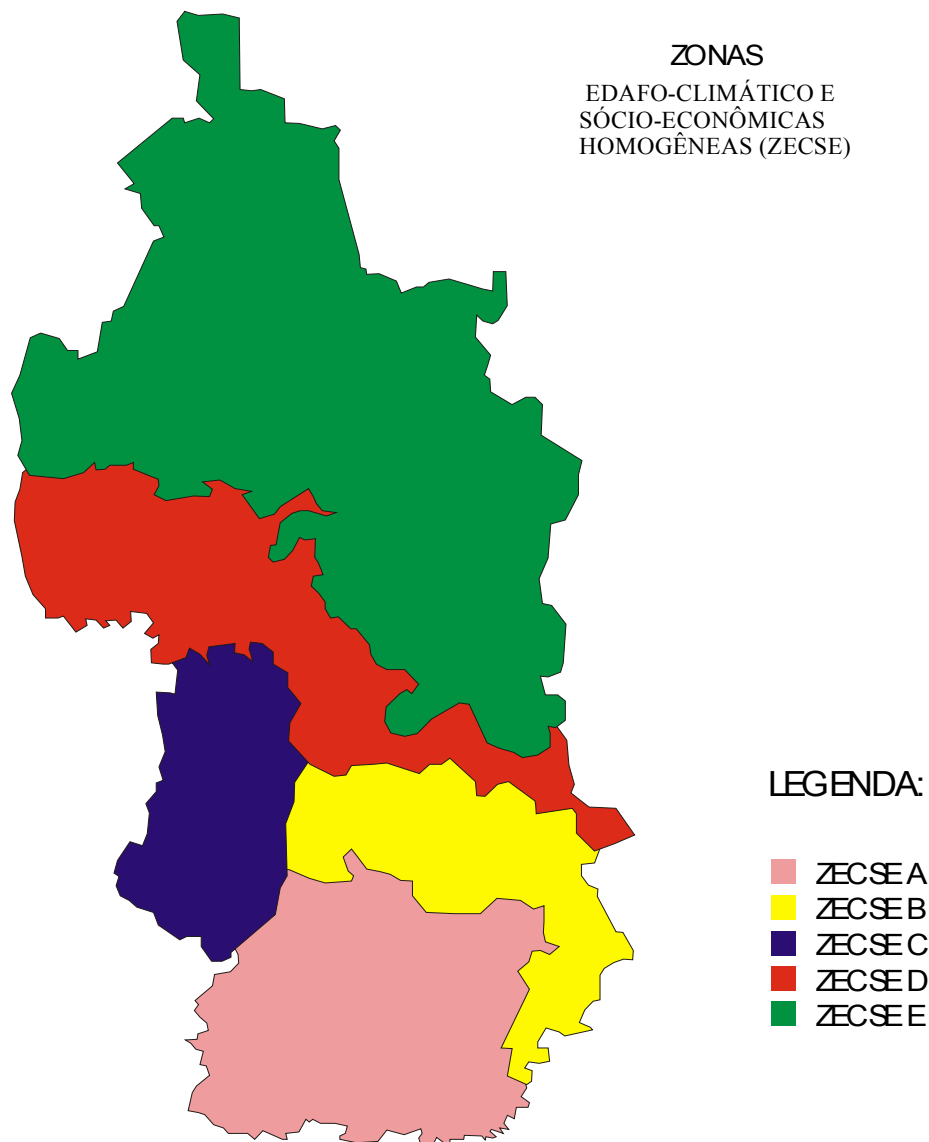 ZONAS
EDAFO-CLIMÁTICO E
SÓCIO-ECONÔMICAS
HOMOGÊNEAS (ZECSE)
LEGENDA:
ZECSE A
ZECSE B
ZECSE C
ZECSE D
ZECSE E